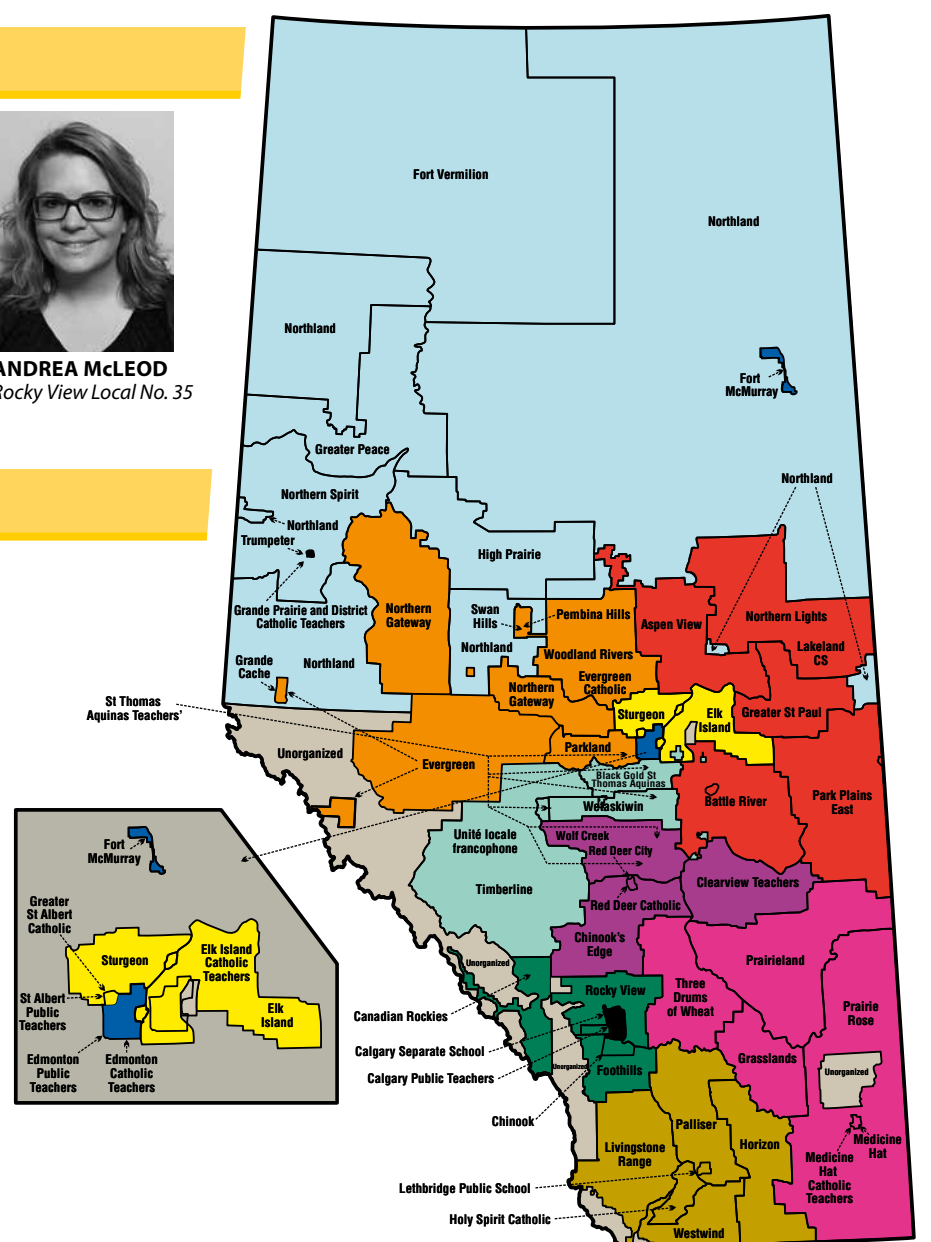 ANDREA McLEOD
Rocky View Local No. 35
Fort Vermilion
Northland
Northland
Fort
McMurray
Greater Peace
Northland
Northern Spirit
Northland
Trumpeter
High Prairie
Grande Prairie and District
Catholic Teachers
Northern
Gateway
Swan
Hills
Pembina Hills
Aspen View
Northern Lights
Northland
Woodland Rivers
Lakeland
CS
Grande
Cache
Northland
Evergreen
Catholic
Northern
Gateway
St Thomas
Aquinas Teachers'
Sturgeon
Elk
Island
Greater St Paul
Unorganized
Parkland
Evergreen
Black Gold St
Thomas Aquinas
Wetaskiwin
Battle River
Park Plains
East
Unité locale
francophone
Wolf Creek
Red Deer City
Timberline
Clearview Teachers
Red Deer Catholic
Chinook's
Edge
Unorganized
Prairieland
Canadian Rockies
Rocky View
Three
Drums
of Wheat
Prairie
Rose
Calgary Separate School
Calgary Public Teachers
Unorganized
Foothills
Grasslands
Unorganized
Chinook
Palliser
Livingstone
Range
Horizon
Medicine
Hat
Medicine
Hat
Catholic
Teachers
Lethbridge Public School
Holy Spirit Catholic
Westwind
Fort
McMurray
Greater
St Albert
Catholic
Sturgeon
Elk Island
Catholic
Teachers
St Albert
Public
Teachers
Elk
Island
Edmonton
Public
Teachers
Edmonton
Catholic
Teachers